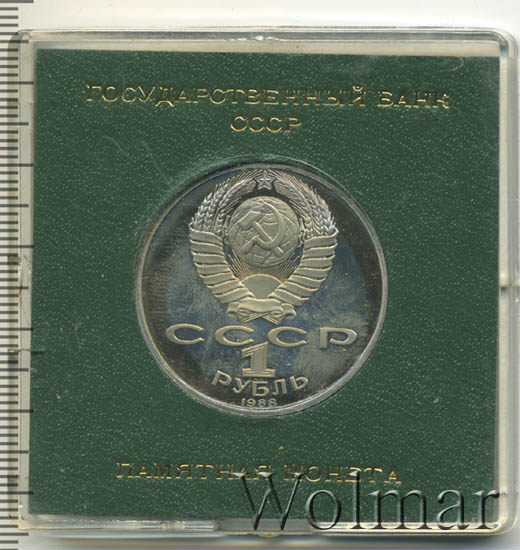 ГОСУДАРСТВЕННЫЙ БАНК
СССР
СССР
1
РУБЛЬ
1988
ПАМЯТНАЯ МОНЕТА
Wolmar